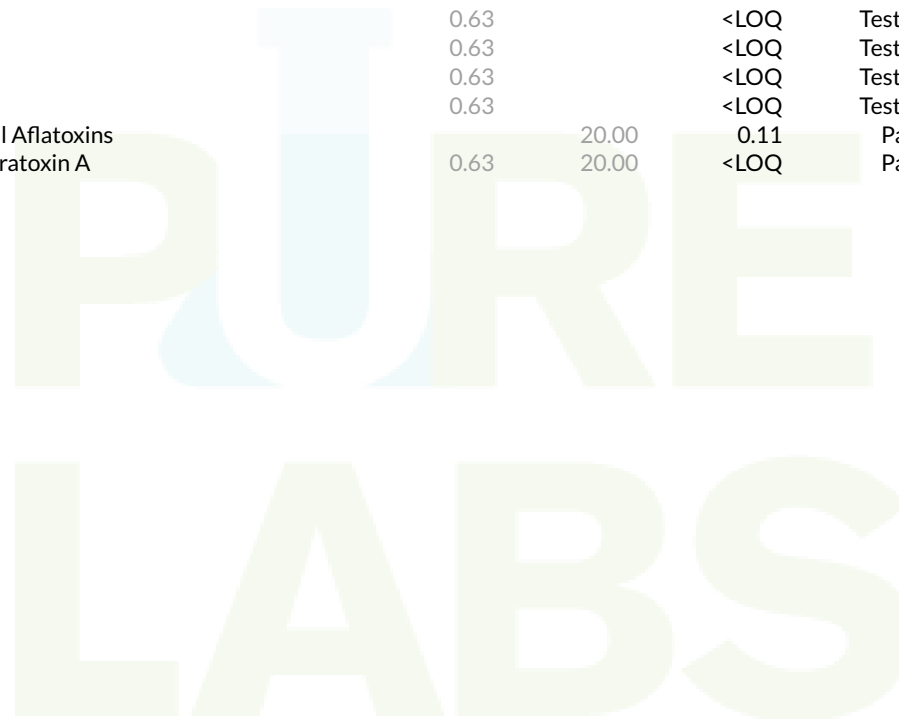 0.63 <LOQ Test
0.63 <LOQ Test
0.63 <LOQ Test
0.63 <LOQ Test
l Aflatoxins 20.00 0.11 Pa
ratoxin A 0.63 20.00 <LOQ Pa
PURE
LABS